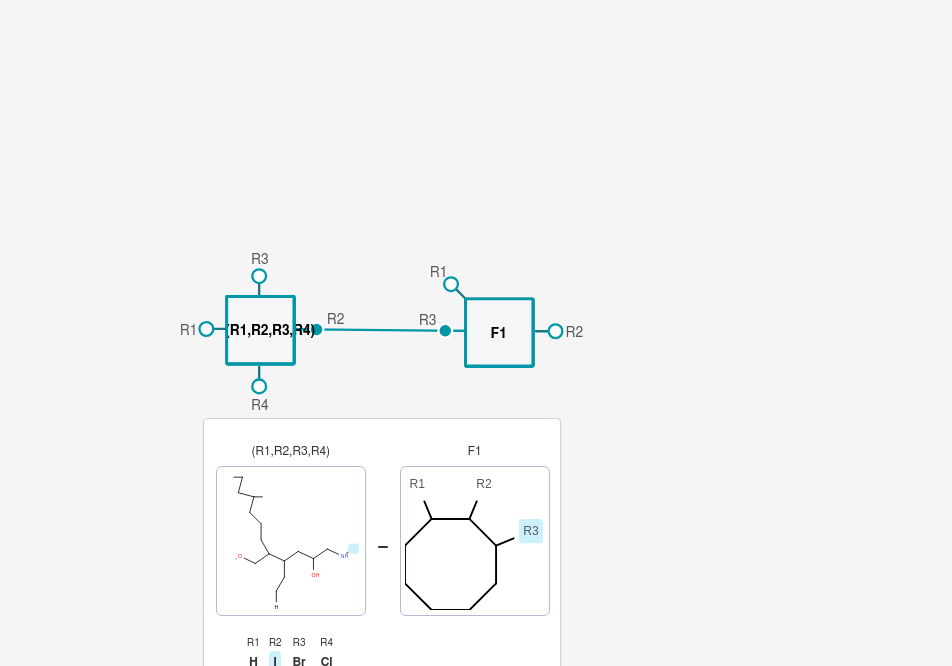 R3
R1
R1
(R1,R2,R3,R4)
R2
R3
F1
R2
R4
(R1,R2,R3,R4)
F1
R1
R2
R3
O
NH
OH
H
R1 R2 R3 R4
H I Br Cl